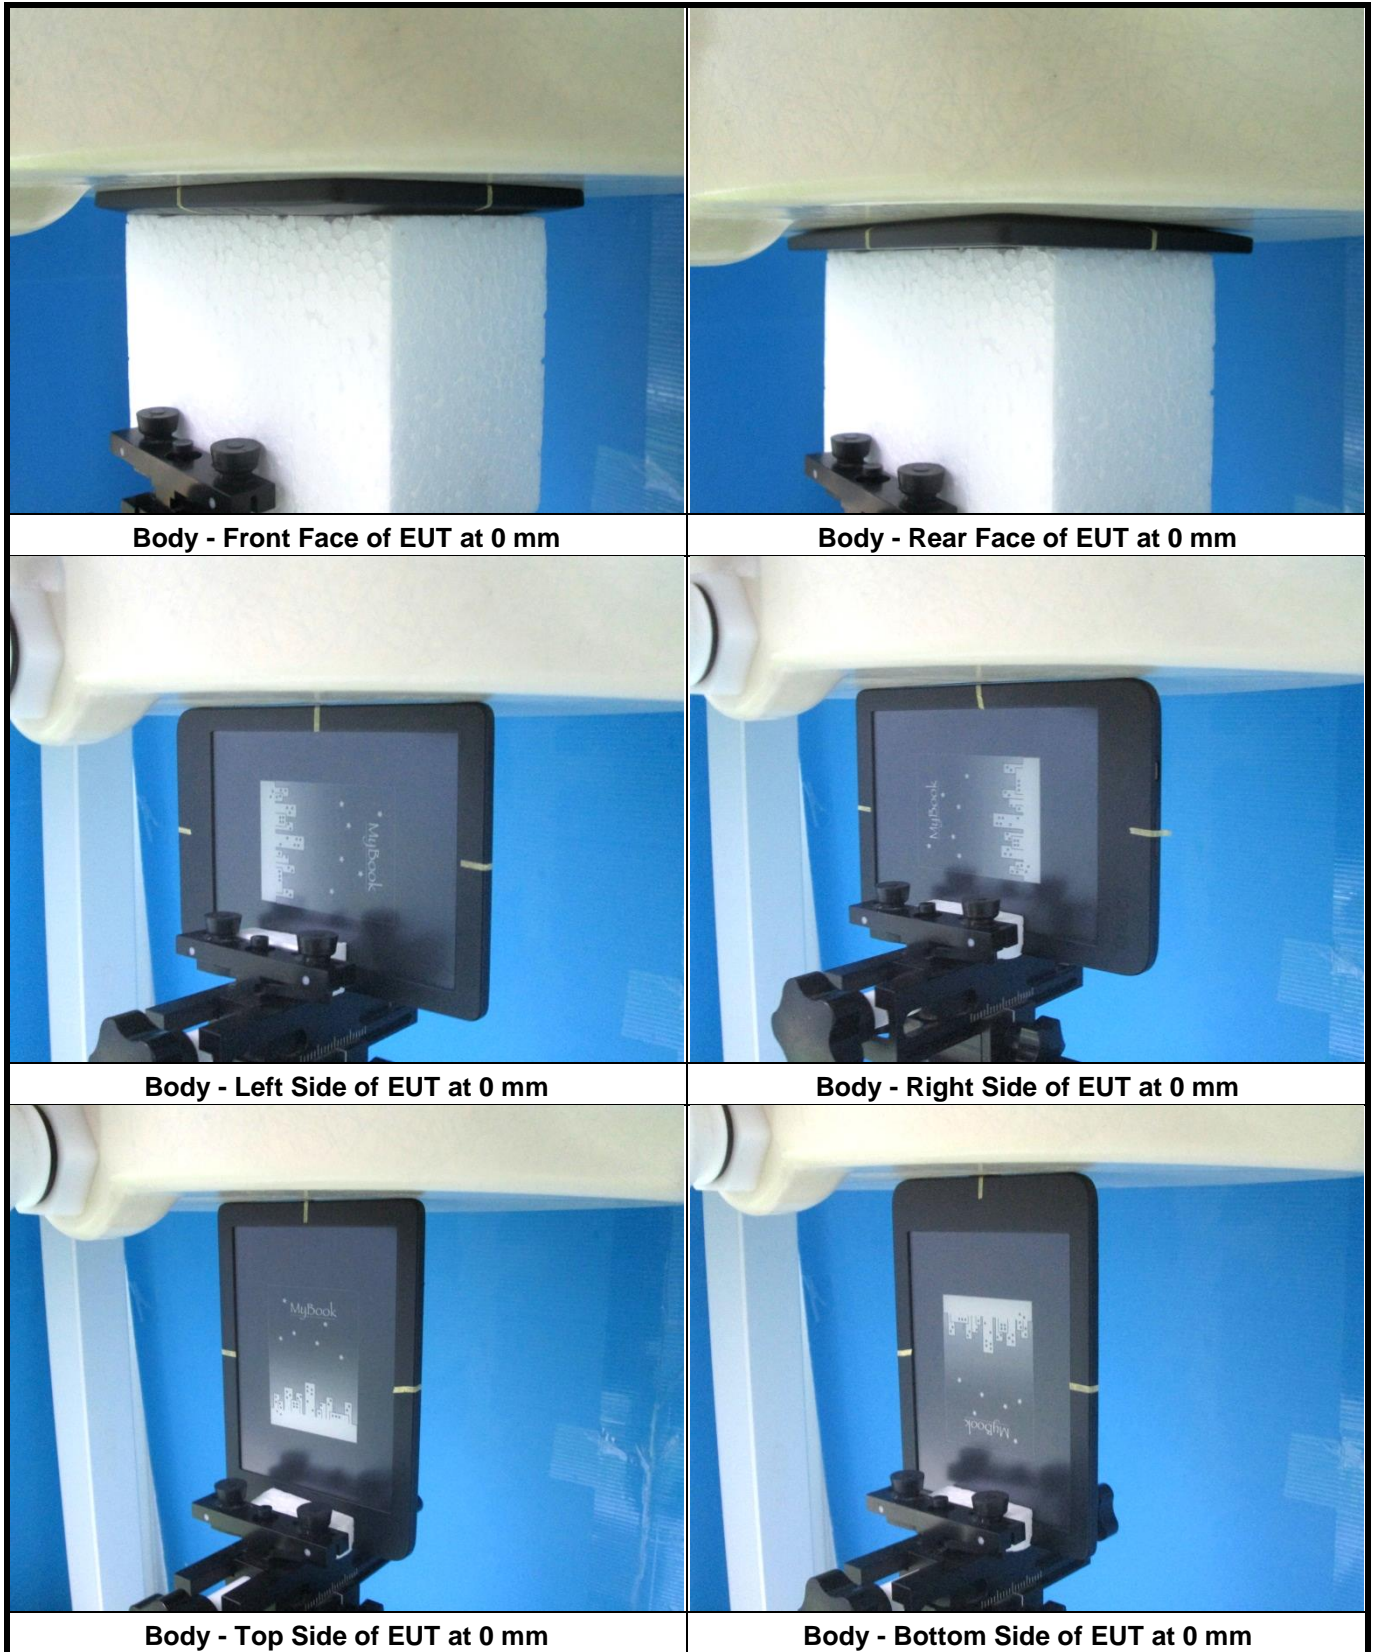 Body - Front Face of EUT at 0 mm
Body - Rear Face of EUT at 0 mm
MyBook
MyBook
Body - Left Side of EUT at 0 mm
Body - Right Side of EUT at 0 mm
MyBook
MyBook
Body - Top Side of EUT at 0 mm
Body - Bottom Side of EUT at 0 mm